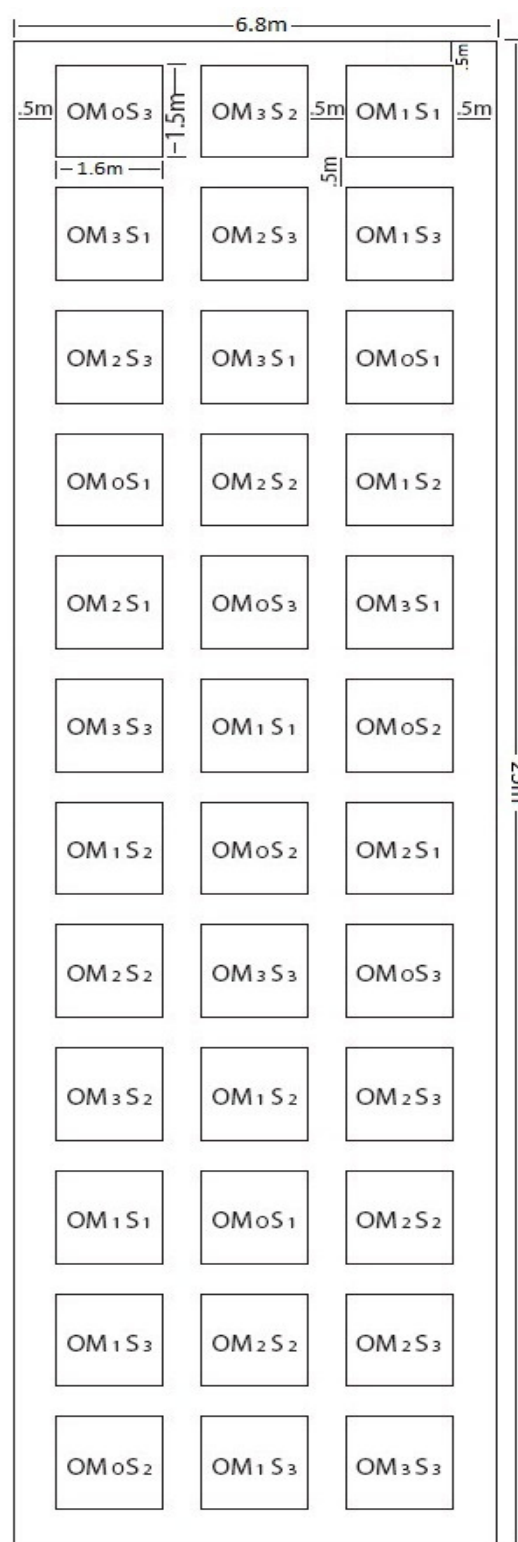 6.8m
.5m
.5m OM₀S₃ 1.5m OM₃S₂ .5m OM₁S₁ .5m
1.6m .5m
OM₃S₁ OM₂S₃ OM₁S₃
OM₂S₃ OM₃S₁ OM₀S₁
OM₀S₁ OM₂S₂ OM₁S₂
OM₂S₁ OM₀S₃ OM₃S₁
OM₃S₃ OM₁S₁ OM₀S₂
OM₁S₂ OM₀S₂ OM₂S₁
OM₂S₂ OM₃S₃ OM₀S₃
OM₃S₂ OM₁S₂ OM₂S₃
OM₁S₁ OM₀S₁ OM₂S₂
OM₁S₃ OM₂S₂ OM₂S₃
OM₀S₂ OM₁S₃ OM₃S₃